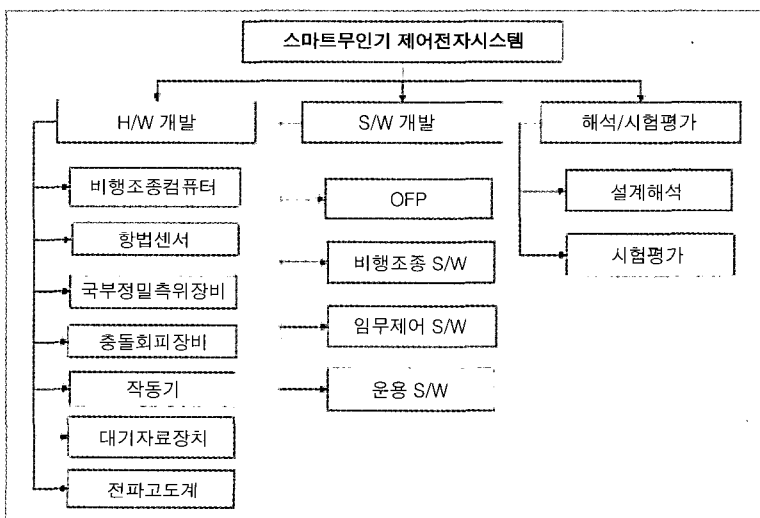 스마트무인기 제어전자시스템
H/W 개발
비행조종컴퓨터
항법센서
국부정밀측위장비
충돌회피장비
작동기
대기자료장치
전파고도계
S/W 개발
OFP
비행조종 S/W
임무제어 S/W
운용 S/W
해석/시험평가
설계해석
시험평가